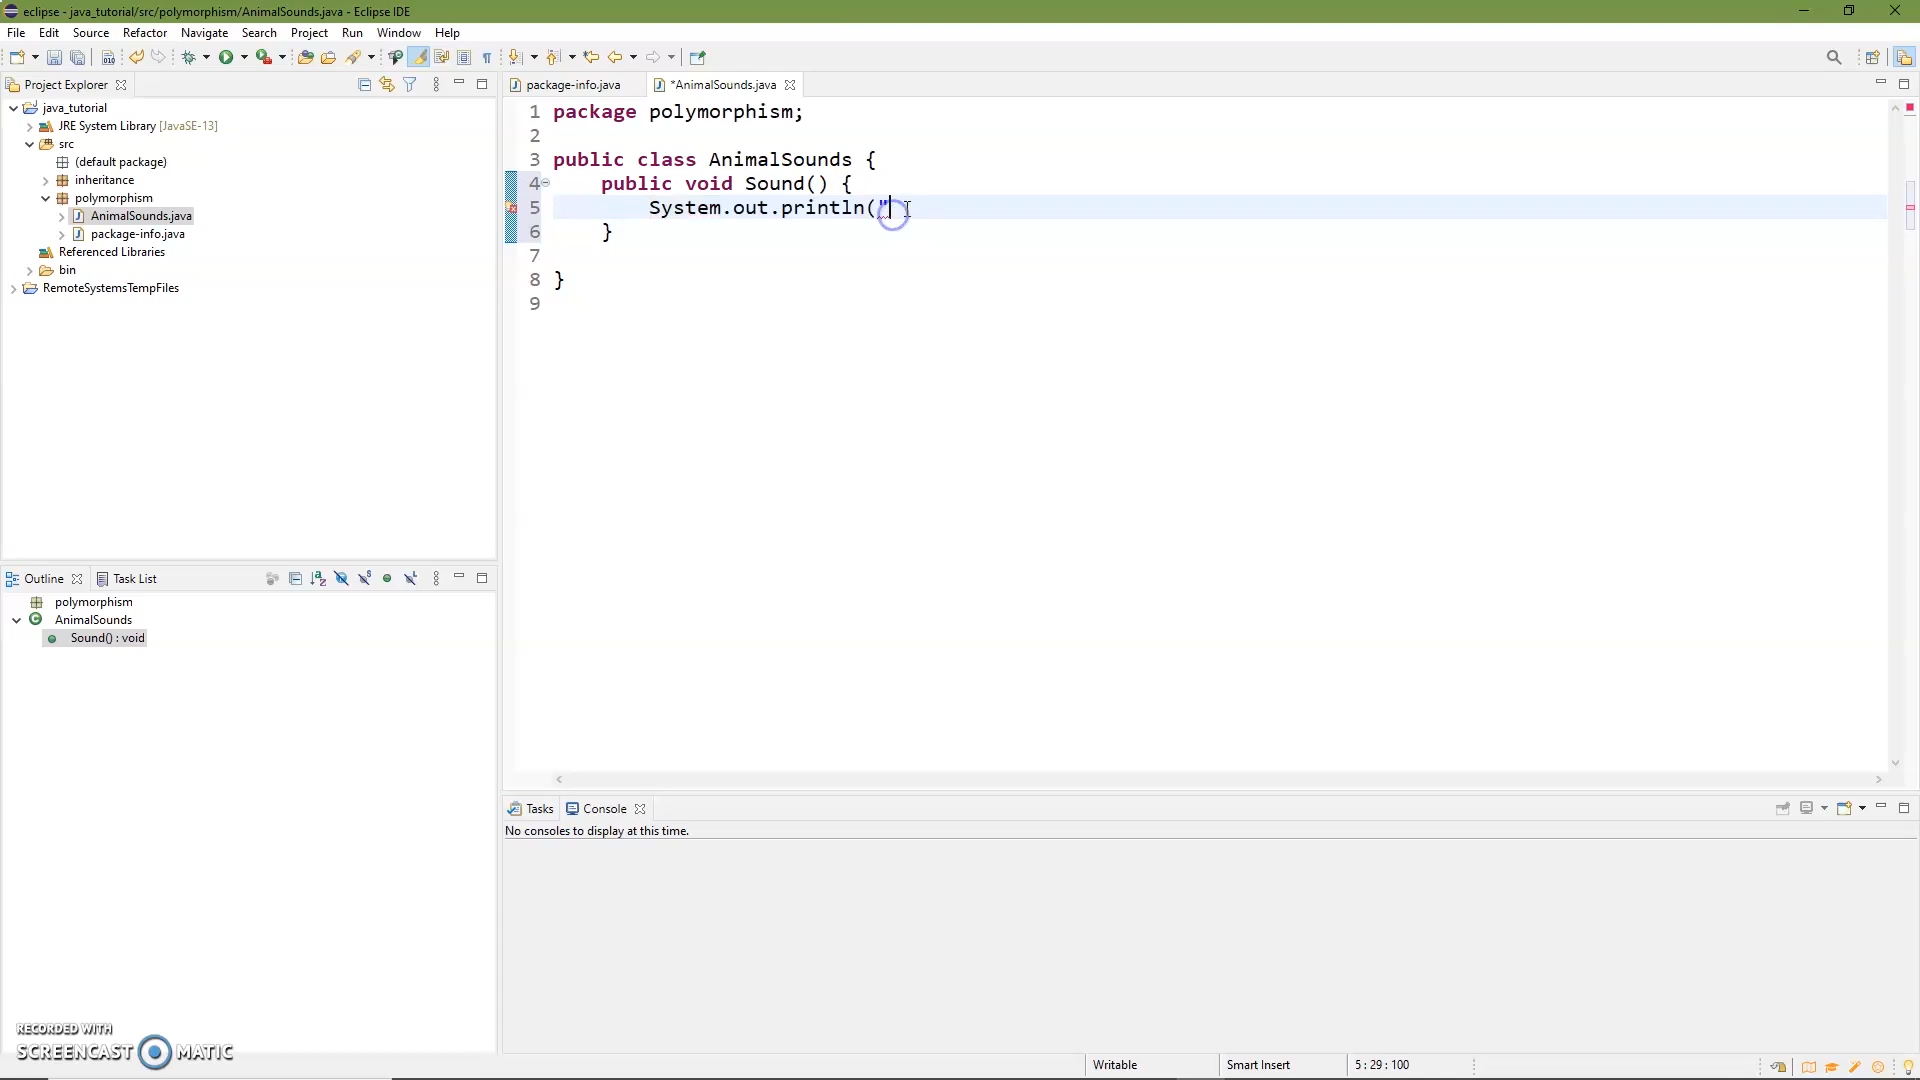 eclipse - java_tutorial/src/polymorphism/AnimalSounds.java - Eclipse IDE
File Edit Source Refactor Navigate Search Project Run Window Help
Project Explorer
package-info.java
*AnimalSounds.java
java_tutorial
JRE System Library [JavaSE-13]
src
(default package)
inheritance
polymorphism
AnimalSounds.java
package-info.java
Referenced Libraries
bin
RemoteSystemsTempFiles
1 package polymorphism;
2
3 public class AnimalSounds {
4 public void Sound() {
5 System.out.println("
6 }
7
8 }
9
Outline Task List
polymorphism
AnimalSounds
Sound() : void
Tasks Console
No consoles to display at this time.
RECORDED WITH
SCREENCAST MATIC
Writable Smart Insert 5 : 29 : 100